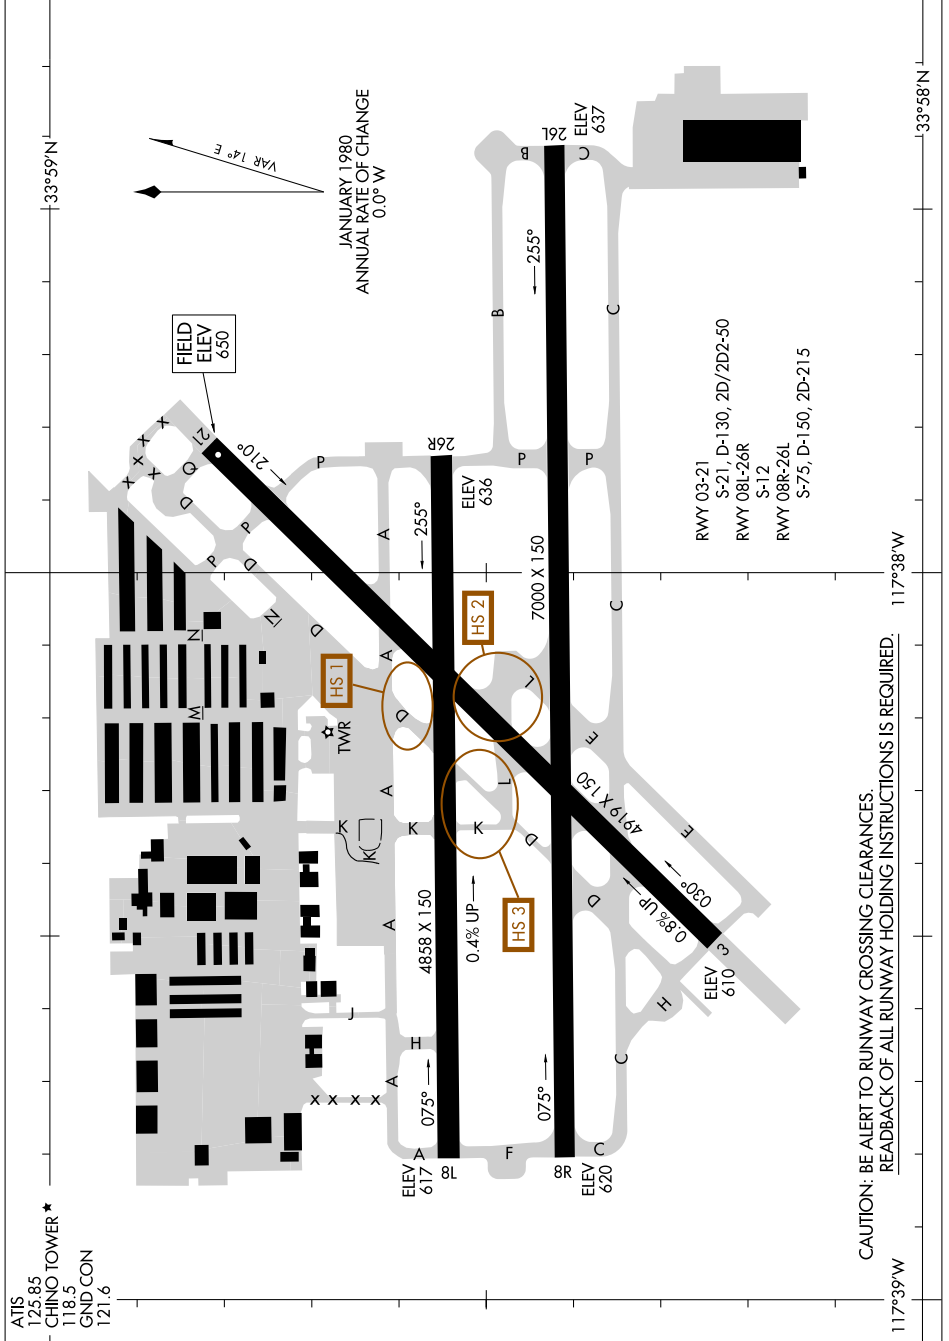 ATIS
125.85
CHINO TOWER ★
118.5
GND CON
121.6
33°59'N
33°58'N
VAR 14° E
JANUARY 1980
ANNUAL RATE OF CHANGE
0.0° W
FIELD
ELEV
650
21
210°
Q
D
P
P
D
P
N
N
D
M
A
A
A
A
A
A
D
HS 1
TWR
K
K
K
K
J
H
X X X X
X X X X X
26R
ELEV
636
255°
HS 2
L
L
HS 3
4858 X 150
0.4% UP
075°
ELEV
617
8L
F
B
B
26L
ELEV
637
C
C
255°
P
P
7000 X 150
C
E
E
D
D
4919 X 150
030°
0.8% UP
3
ELEV
610
H
C
075°
8R
ELEV
620
C
RWY 03-21
S-21, D-130, 2D/2D2-50
RWY 08L-26R
S-12
RWY 08R-26L
S-75, D-150, 2D-215
117°38'W
117°39'W
CAUTION: BE ALERT TO RUNWAY CROSSING CLEARANCES.
READBACK OF ALL RUNWAY HOLDING INSTRUCTIONS IS REQUIRED.